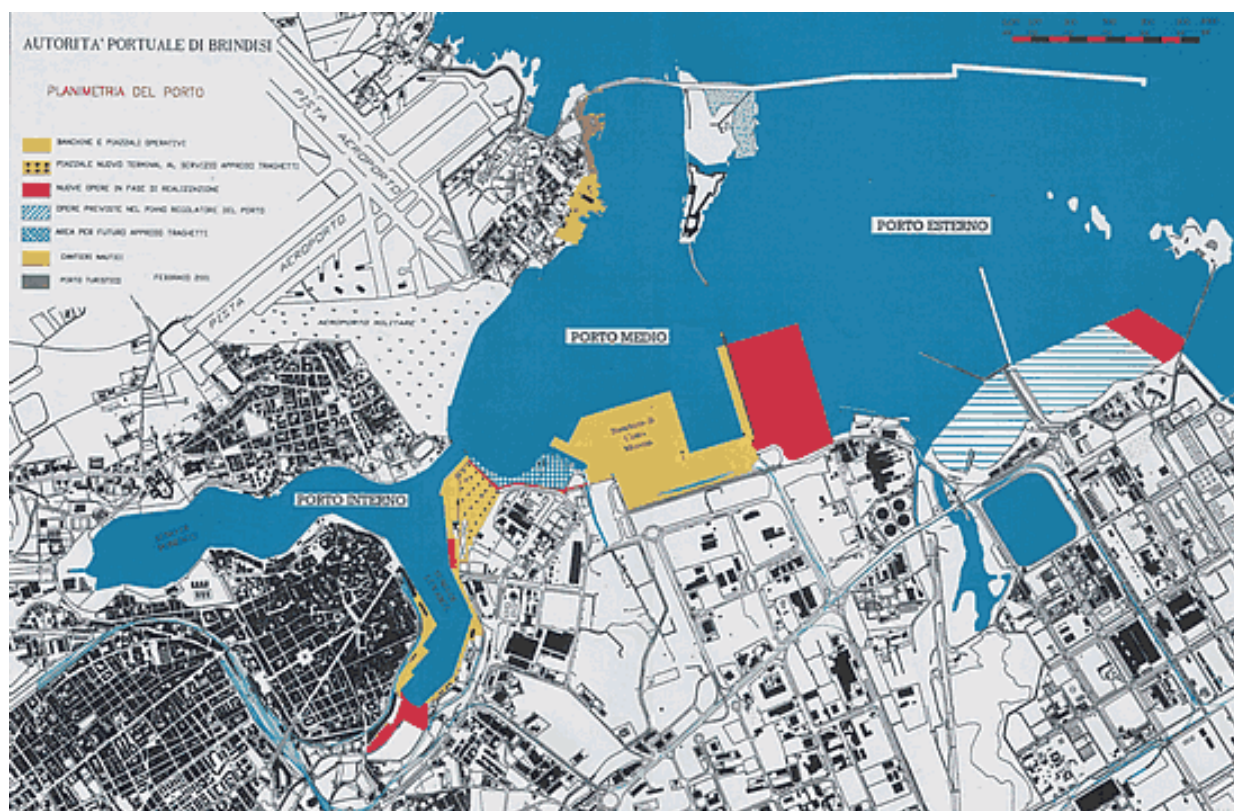 AUTORITA' PORTUALE DI BRINDISI
PLANIMETRIA DEL PORTO
BANCHINE E PIAZZALI OPERATIVI
PIAZZALE NUOVO TERMINAL AL SERVIZIO APPRODO TRAGHETTI
NUOVE OPERE IN FASE DI REALIZZAZIONE
OPERE PREVISTE NEL PIANO REGOLATORE DEL PORTO
AREA PER FUTURO APPRODO TRAGHETTI
CANTIERI NAUTICI
PORTO TURISTICO
FEBBRAIO 2001
PISTA AEROPORTO
PISTA AEROPORTO
AEROPORTO MILITARE
PORTO ESTERNO
PORTO MEDIO
PORTO INTERNO